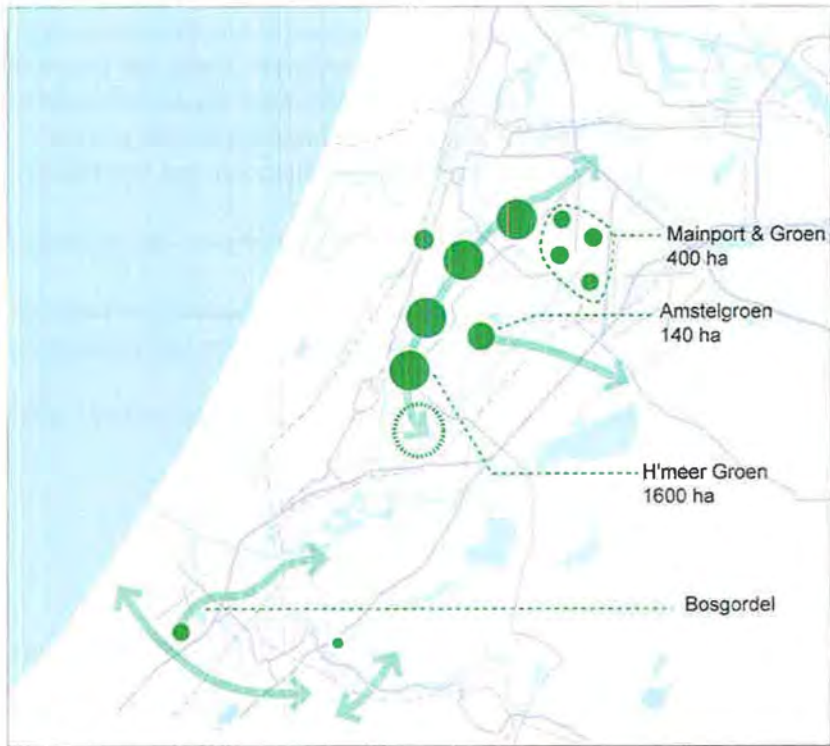 Mainport & Groen
400 ha
Amstelgroen
140 ha
H'meer Groen
1600 ha
Bosgordel